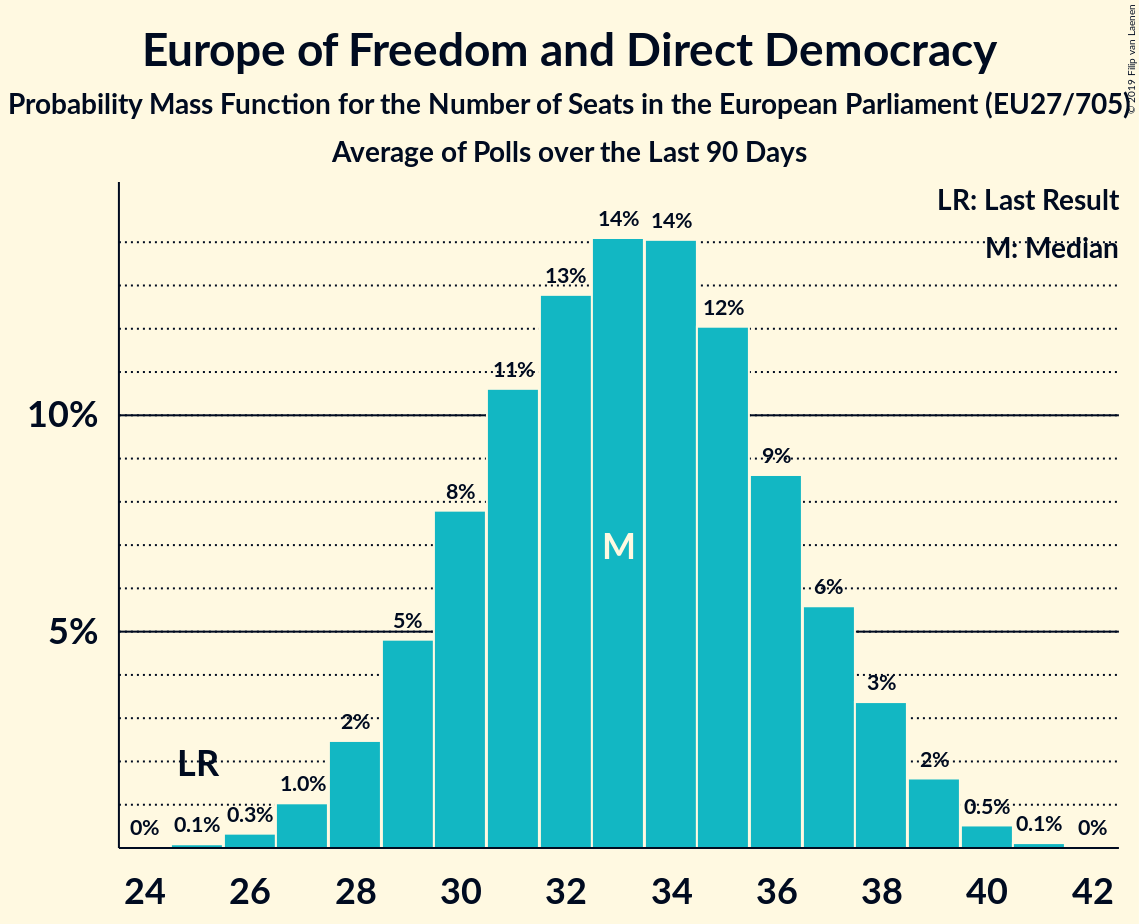 Europe of Freedom and Direct Democracy
Probability Mass Function for the Number of Seats in the European Parliament (EU27/705)
Average of Polls over the Last 90 Days
© 2019 Filip van Laenen
LR: Last Result
M: Median
14%
14%
13%
12%
11%
10%
9%
8%
M
6%
5%
5%
3%
2%
LR
2%
1.0%
0.5%
0.3%
0.1%
0.1%
0%
0%
24 26 28 30 32 34 36 38 40 42